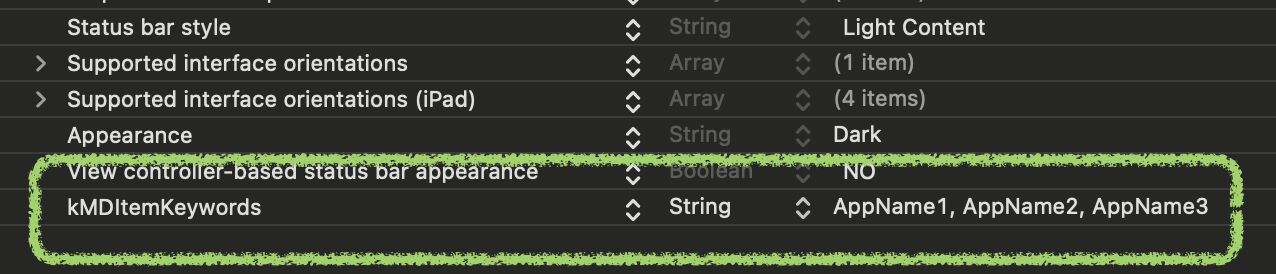 Status bar style String Light Content
Supported interface orientations Array (1 item)
Supported interface orientations (iPad) Array (4 items)
Appearance String Dark
View controller-based status bar appearance Boolean NO
kMDItemKeywords String AppName1, AppName2, AppName3